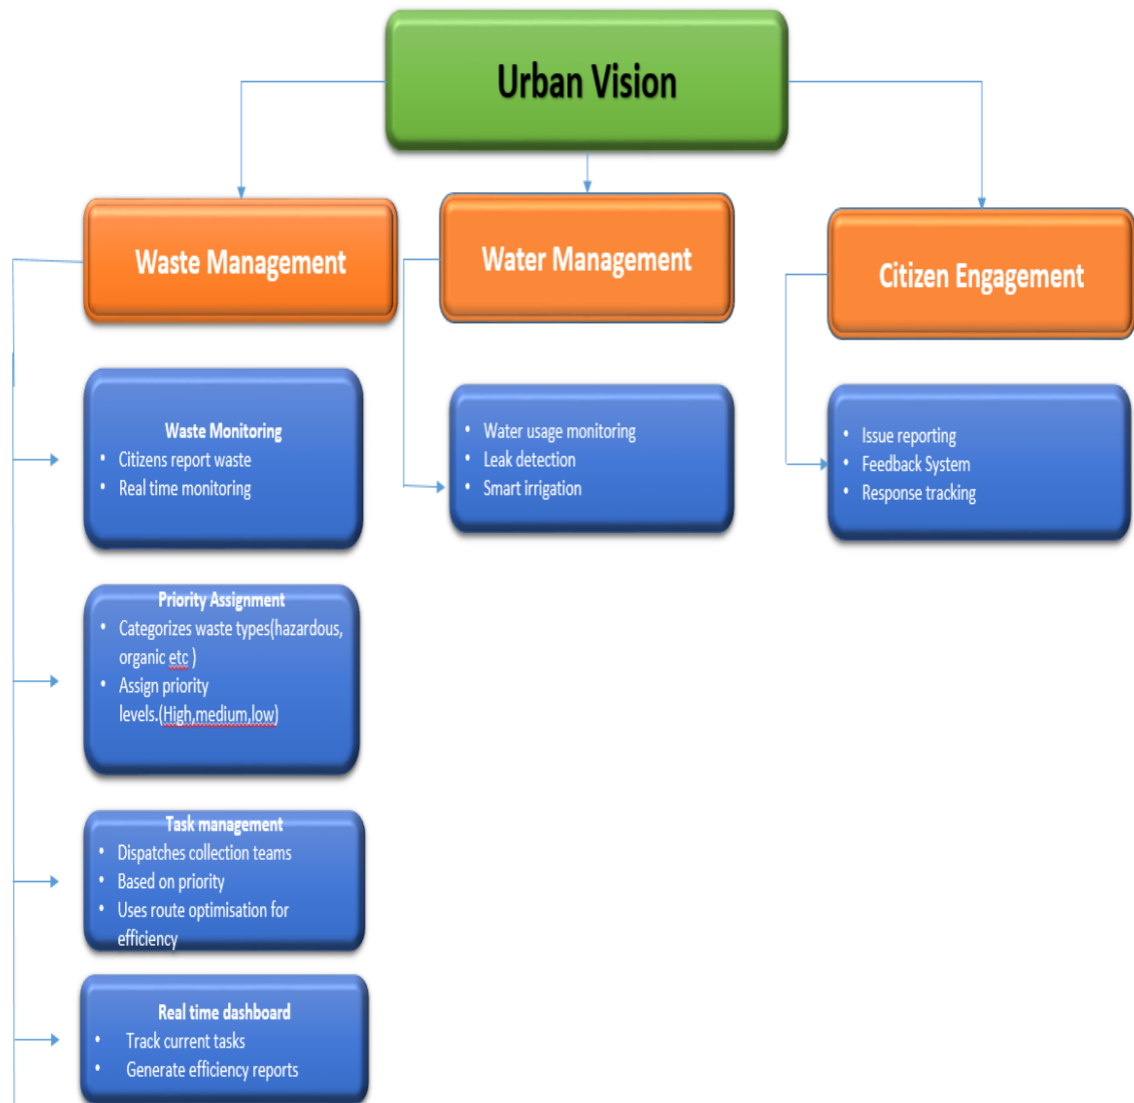 Urban Vision
Waste Management
Water Management
Citizen Engagement
Waste Monitoring
• Citizens report waste
• Real time monitoring
• Water usage monitoring
• Leak detection
• Smart irrigation
• Issue reporting
• Feedback System
• Response tracking
Priority Assignment
• Categorizes waste types(hazardous,
organic etc )
• Assign priority
levels.(High,medium,low)
Task management
• Dispatches collection teams
• Based on priority
• Uses route optimisation for
efficiency
Real time dashboard
• Track current tasks
• Generate efficiency reports